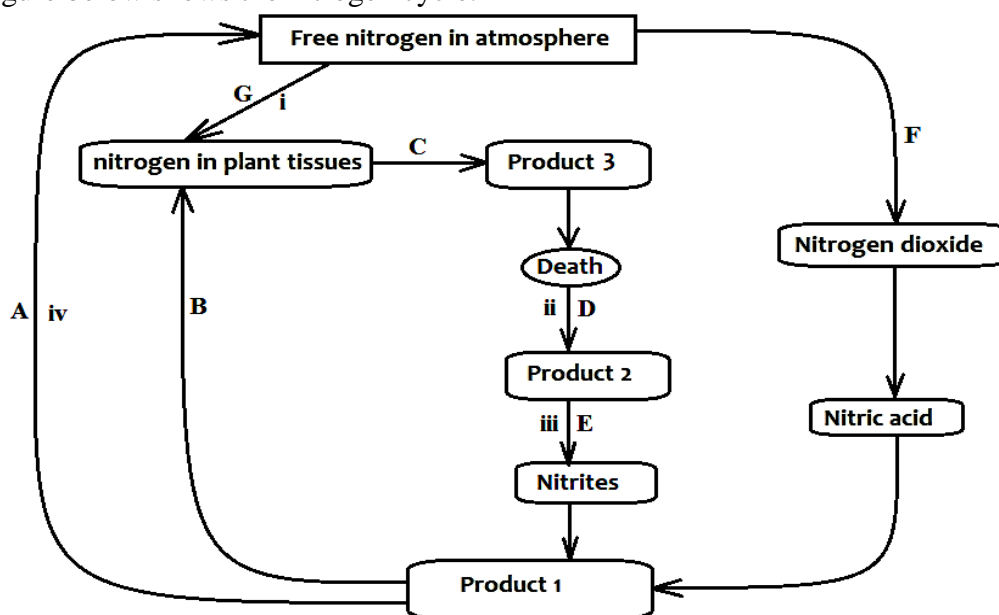 Free nitrogen in atmosphere
G
i
F
nitrogen in plant tissues
C
Product 3
Nitrogen dioxide
Death
A
iv
B
ii
D
Product 2
Nitric acid
iii
E
Nitrites
Product 1